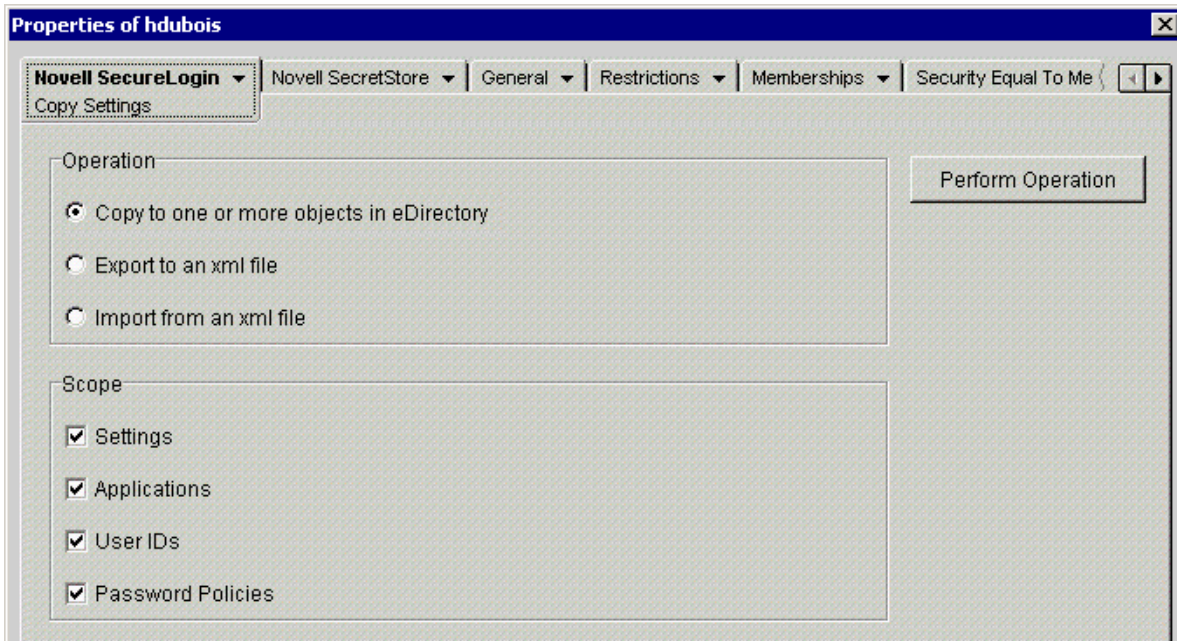 Properties of hdubois
Novell SecureLogin Novell SecretStore General Restrictions Memberships Security Equal To Me
Copy Settings
Operation
Perform Operation
Copy to one or more objects in eDirectory
Export to an xml file
Import from an xml file
Scope
Settings
Applications
User IDs
Password Policies